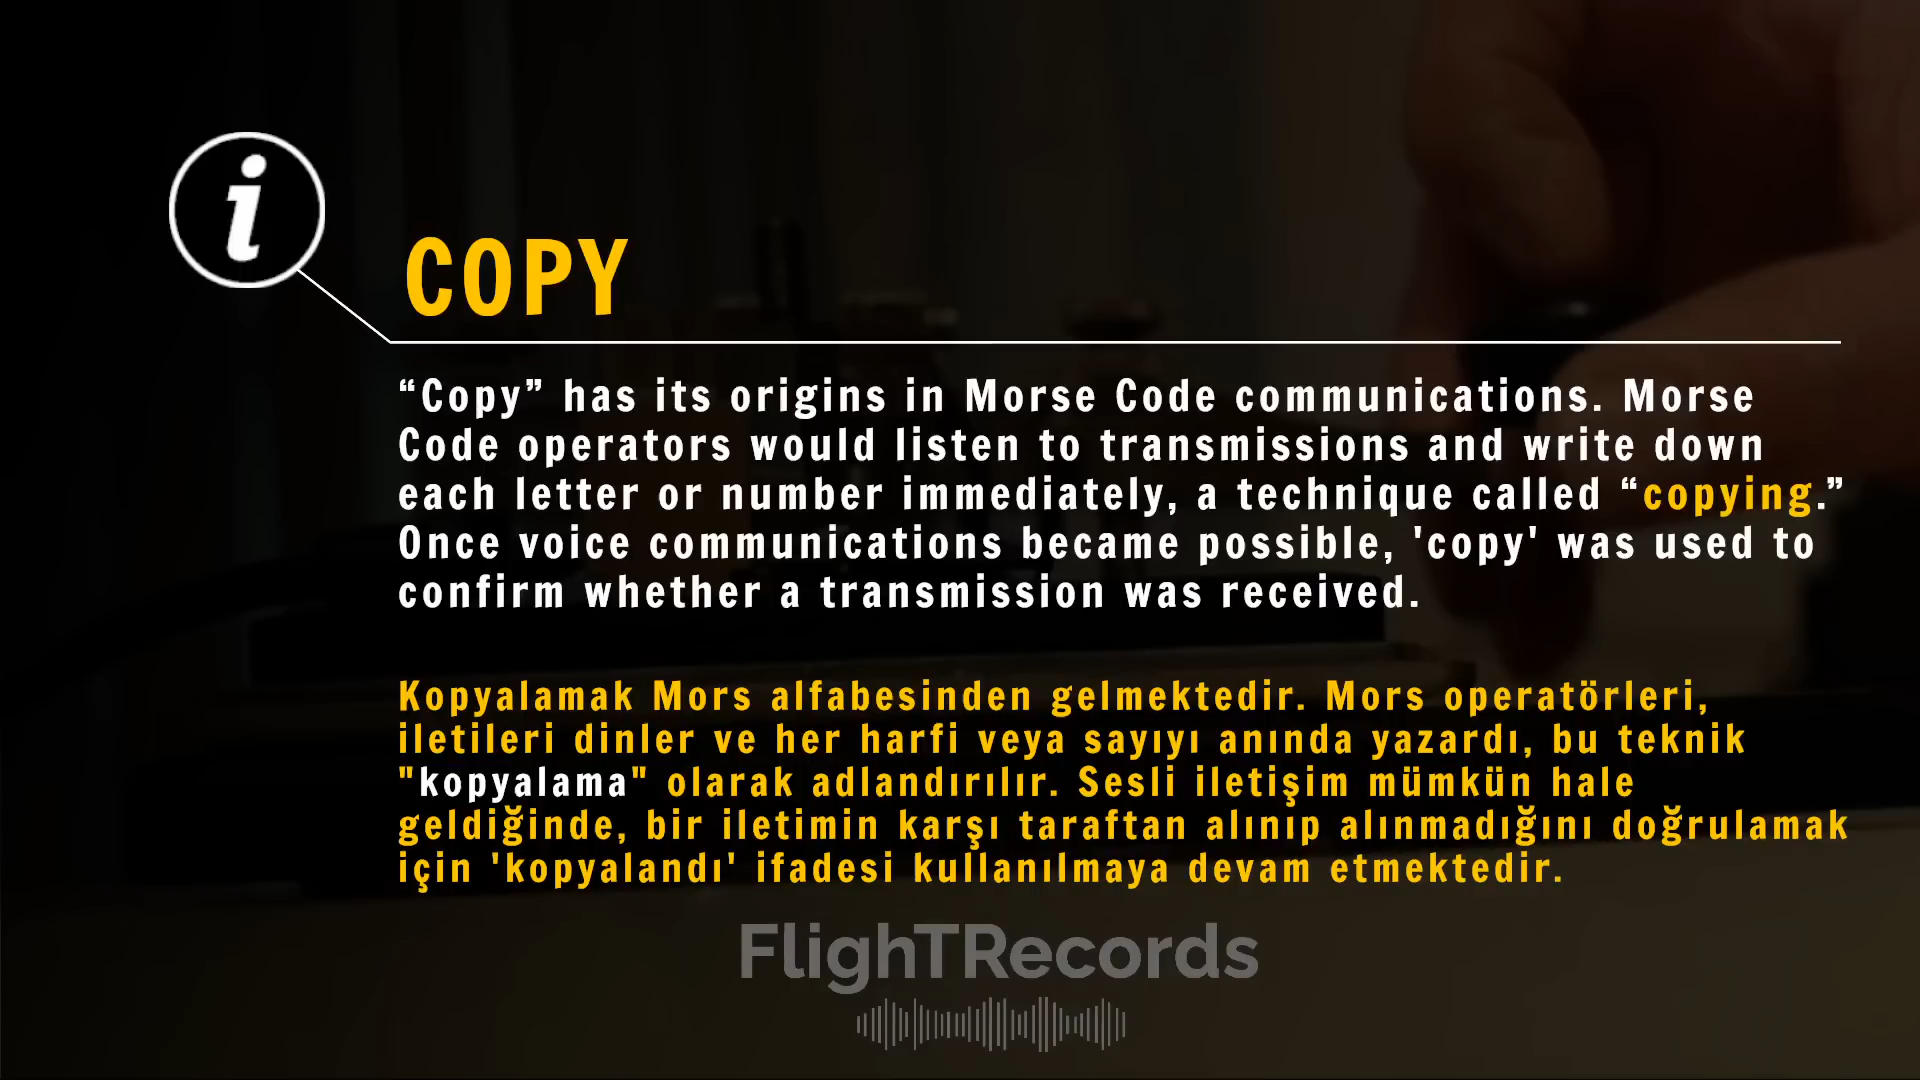 i
COPY
“Copy” has its origins in Morse Code communications. Morse
Code operators would listen to transmissions and write down
each letter or number immediately, a technique called “copying.”
Once voice communications became possible, 'copy' was used to
confirm whether a transmission was received.
Kopyalamak Mors alfabesinden gelmektedir. Mors operatörleri,
iletileri dinler ve her harfi veya sayıyı anında yazardı, bu teknik
"kopyalama" olarak adlandırılır. Sesli iletişim mümkün hale
geldiğinde, bir iletimin karşı taraftan alınıp alınmadığını doğrulamak
için 'kopyalandı' ifadesi kullanılmaya devam etmektedir.
FlighTRecords